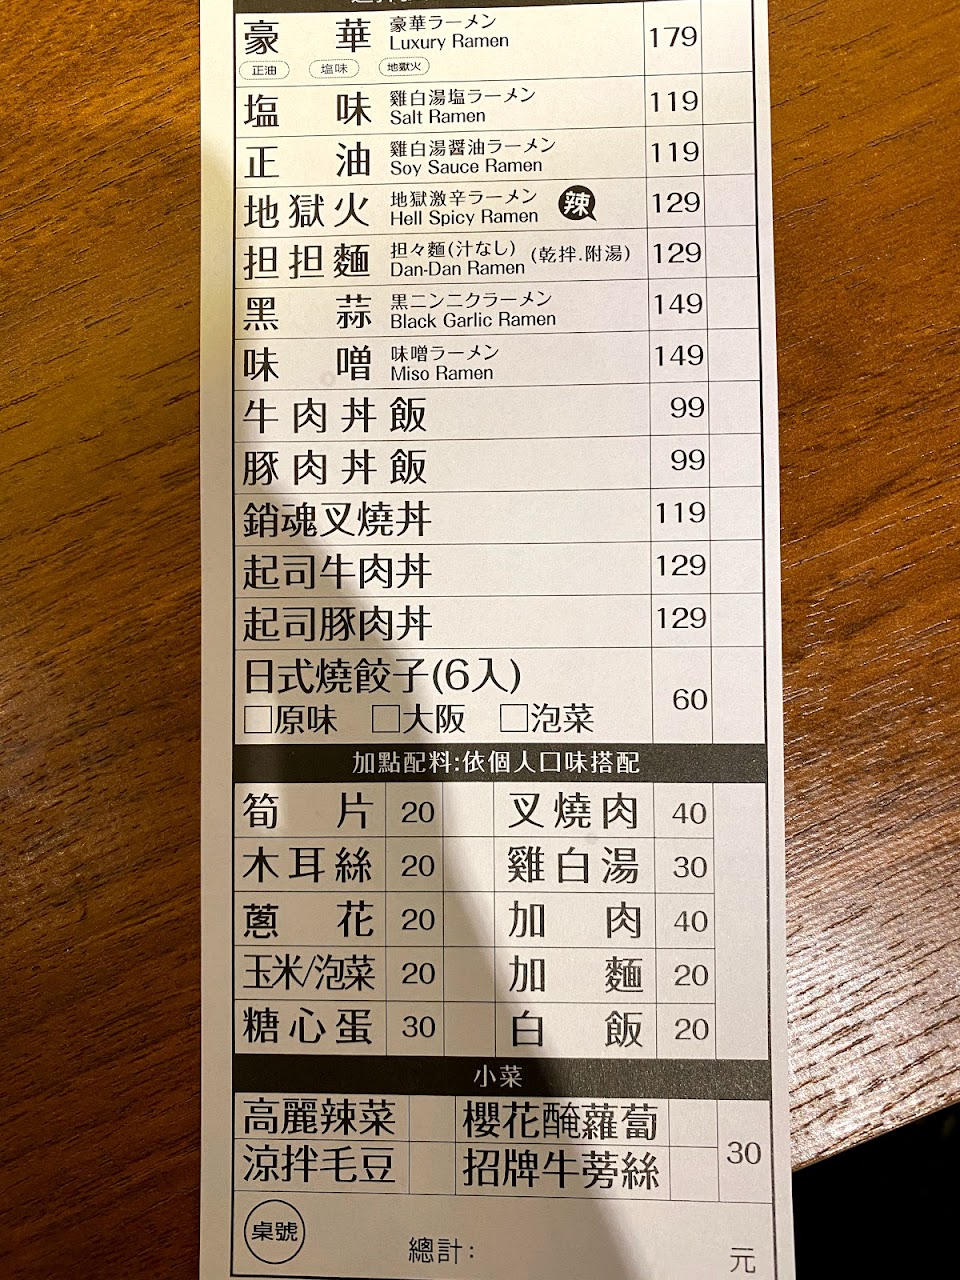 豪華 豪華ラーメン 179
Luxury Ramen
正油 塩味 地獄火
塩味 雞白湯塩ラーメン 119
Salt Ramen
正油 雞白湯醤油ラーメン 119
Soy Sauce Ramen
地獄火 地獄激辛ラーメン 辣 129
Hell Spicy Ramen
担担麵 担々麵(汁なし) (乾拌.附湯) 129
Dan-Dan Ramen
黑蒜 黒ニンニクラーメン 149
Black Garlic Ramen
味噌 味噌ラーメン 149
Miso Ramen
牛肉丼飯 99
豚肉丼飯 99
銷魂叉燒丼 119
起司牛肉丼 129
起司豚肉丼 129
日式燒餃子(6入) 60
□原味 □大阪 □泡菜
加點配料:依個人口味搭配
筍片 20 叉燒肉 40
木耳絲 20 雞白湯 30
蔥花 20 加肉 40
玉米/泡菜 20 加麵 20
糖心蛋 30 白飯 20
小菜
高麗辣菜 櫻花醃蘿蔔 30
涼拌毛豆 招牌牛蒡絲
桌號
總計: 元